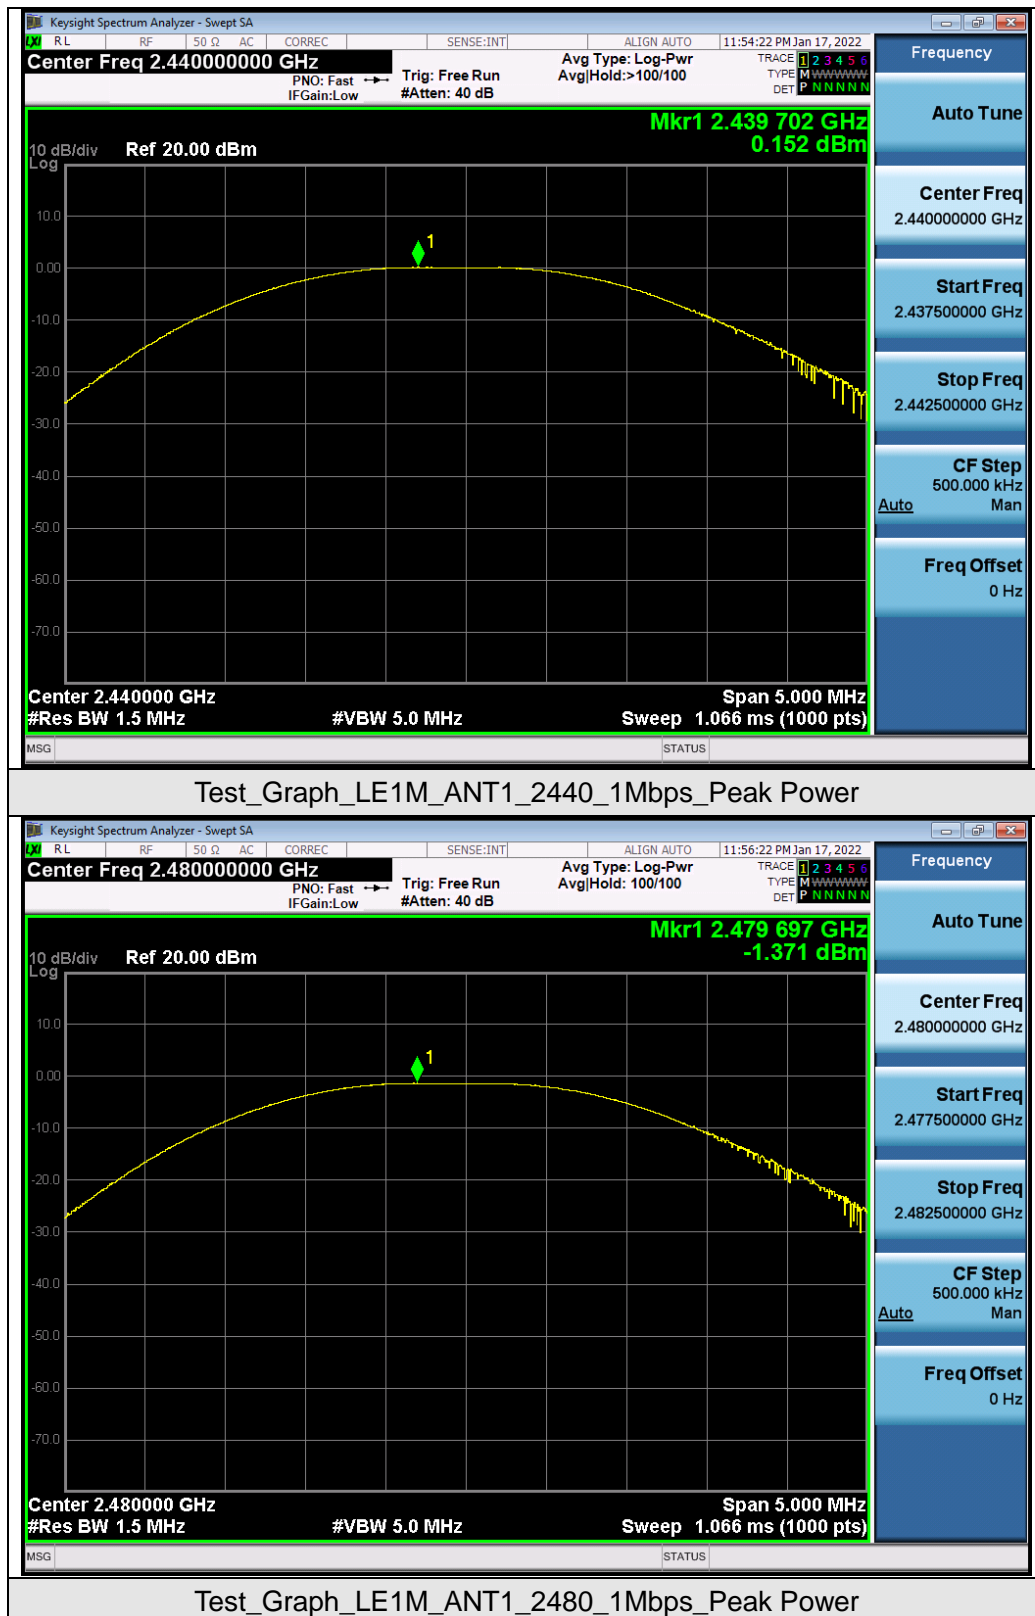 Keysight Spectrum Analyzer - Swept SA
LXI RL RF 50 Ω AC CORREC SENSE:INT ALIGN AUTO 11:54:22 PM Jan 17, 2022
Center Freq 2.440000000 GHz
PNO: Fast
IFGain:Low
Trig: Free Run
#Atten: 40 dB
Avg Type: Log-Pwr
Avg|Hold:>100/100
TRACE 1 2 3 4 5 6
TYPE M WWWWW
DET P N N N N N
Mkr1 2.439 702 GHz
0.152 dBm
10 dB/div Ref 20.00 dBm
Log
10.0
1
0.00
-10.0
-20.0
-30.0
-40.0
-50.0
-60.0
-70.0
Center 2.440000 GHz Span 5.000 MHz
#Res BW 1.5 MHz #VBW 5.0 MHz Sweep 1.066 ms (1000 pts)
MSG STATUS
Frequency
Auto Tune
Center Freq
2.440000000 GHz
Start Freq
2.437500000 GHz
Stop Freq
2.442500000 GHz
CF Step
500.000 kHz
Auto Man
Freq Offset
0 Hz
Test_Graph_LE1M_ANT1_2440_1Mbps_Peak Power
Keysight Spectrum Analyzer - Swept SA
LXI RL RF 50 Ω AC CORREC SENSE:INT ALIGN AUTO 11:56:22 PM Jan 17, 2022
Center Freq 2.480000000 GHz
PNO: Fast
IFGain:Low
Trig: Free Run
#Atten: 40 dB
Avg Type: Log-Pwr
Avg|Hold: 100/100
TRACE 1 2 3 4 5 6
TYPE M WWWWW
DET P N N N N N
Mkr1 2.479 697 GHz
-1.371 dBm
10 dB/div Ref 20.00 dBm
Log
10.0
1
0.00
-10.0
-20.0
-30.0
-40.0
-50.0
-60.0
-70.0
Center 2.480000 GHz Span 5.000 MHz
#Res BW 1.5 MHz #VBW 5.0 MHz Sweep 1.066 ms (1000 pts)
MSG STATUS
Frequency
Auto Tune
Center Freq
2.480000000 GHz
Start Freq
2.477500000 GHz
Stop Freq
2.482500000 GHz
CF Step
500.000 kHz
Auto Man
Freq Offset
0 Hz
Test_Graph_LE1M_ANT1_2480_1Mbps_Peak Power